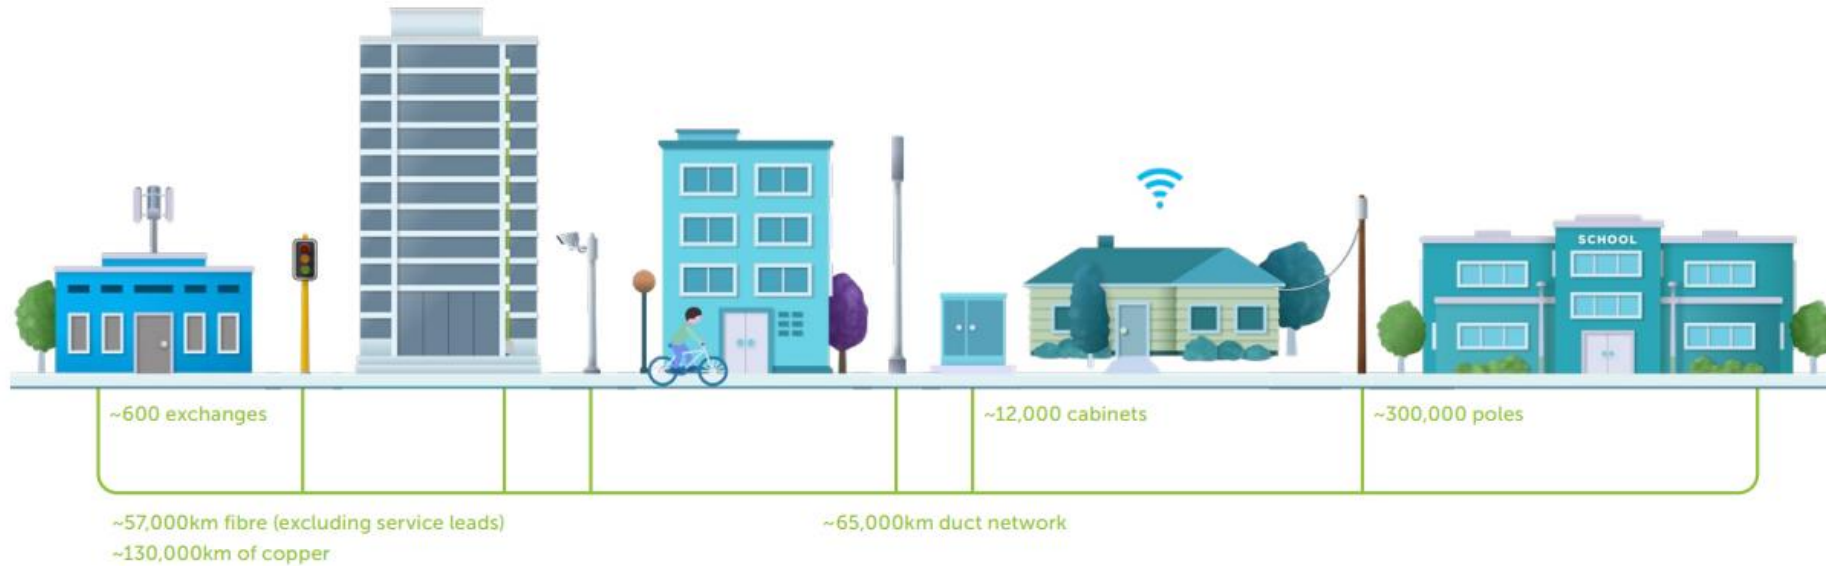 SCHOOL
~600 exchanges
~12,000 cabinets
~300,000 poles
~57,000km fibre (excluding service leads)
~65,000km duct network
~130,000km of copper